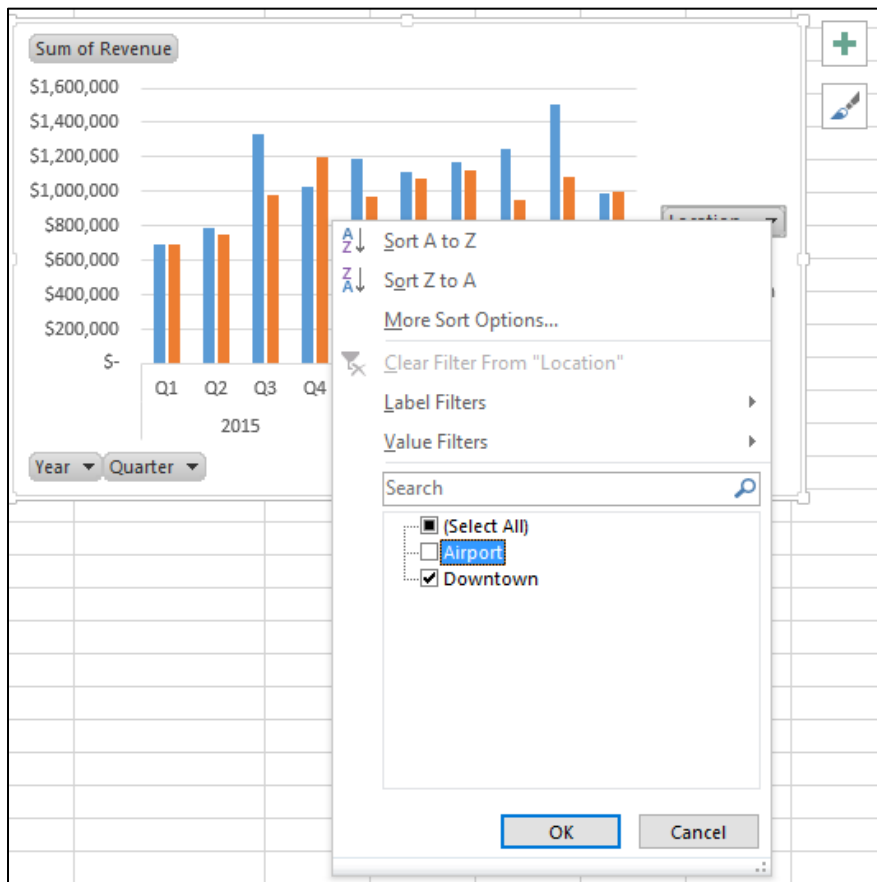 Sum of Revenue
$1,600,000
$1,400,000
$1,200,000
$1,000,000
$800,000
$600,000
$400,000
$200,000
$-
Q1 Q2 Q3 Q4
2015
Year Quarter
Location
Sort A to Z
Sort Z to A
More Sort Options...
Clear Filter From "Location"
Label Filters
Value Filters
Search
(Select All)
Airport
Downtown
OK Cancel